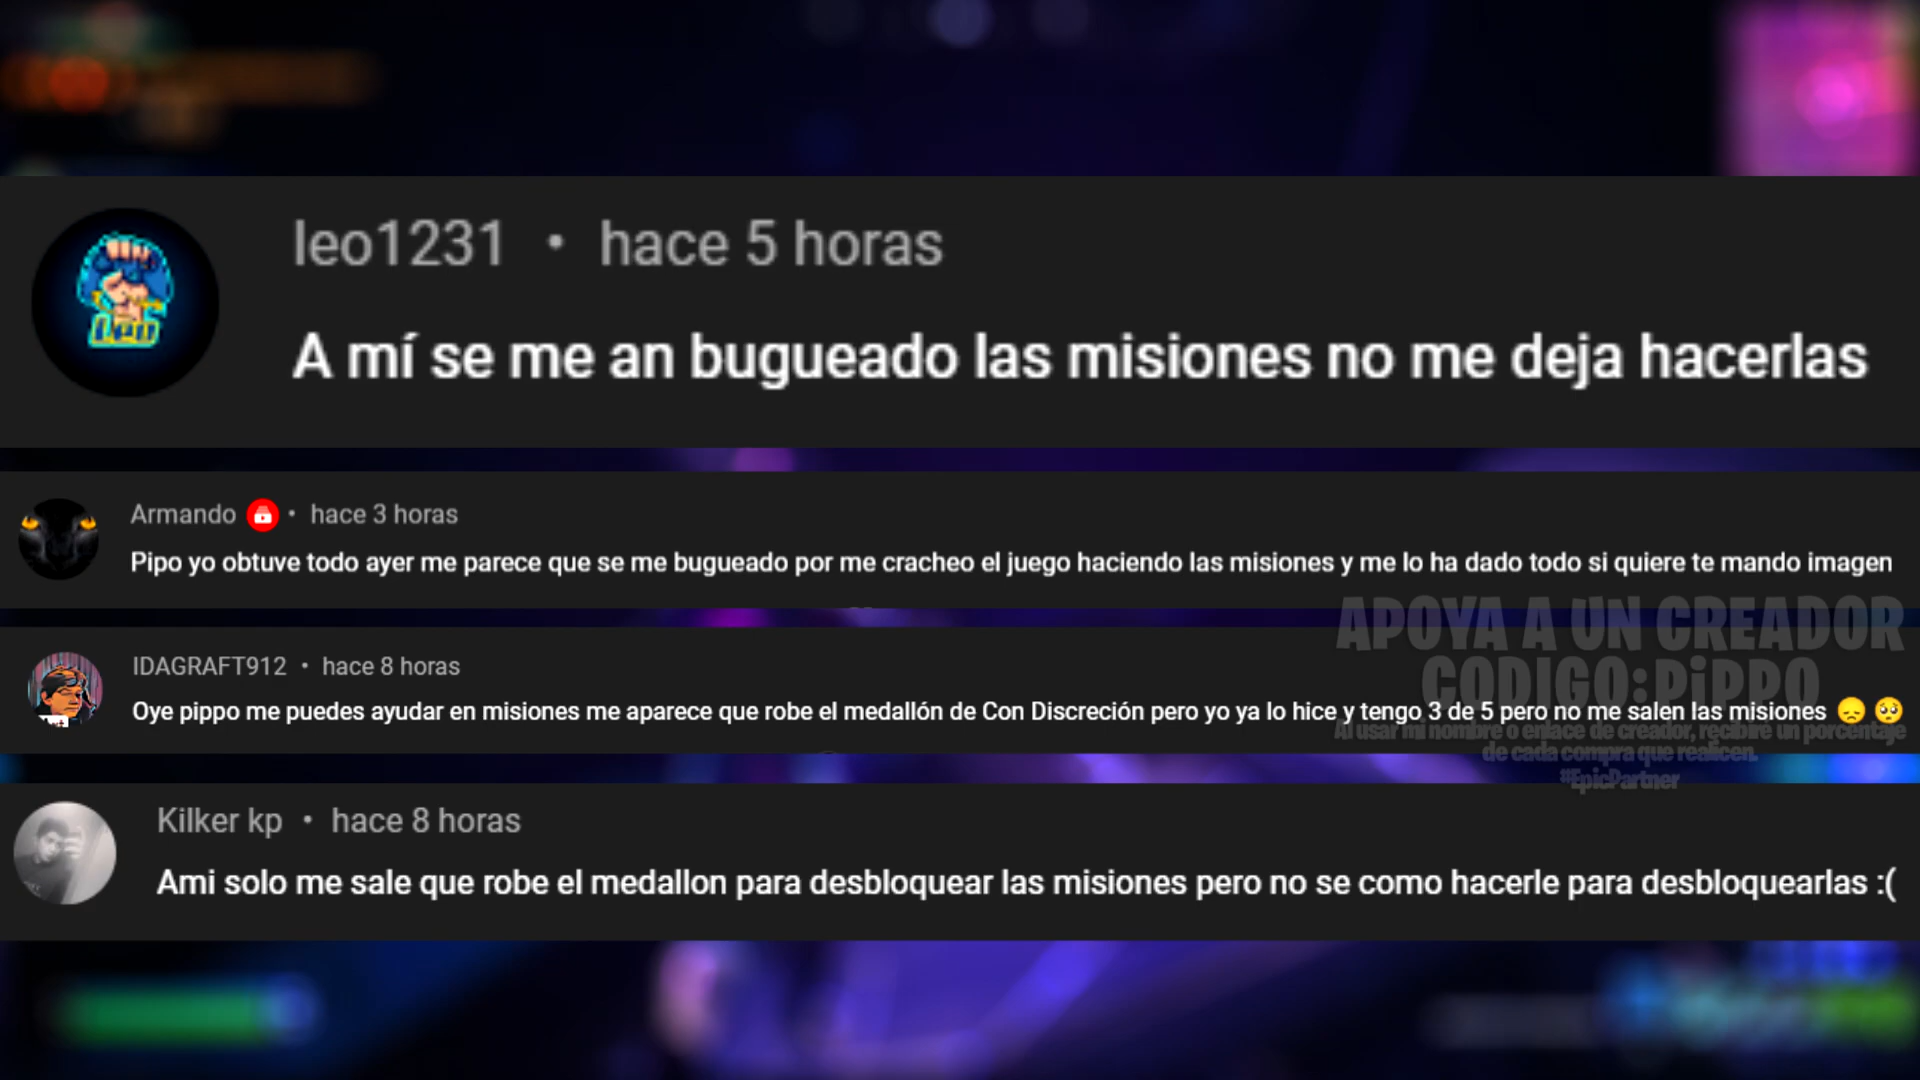 leo1231 • hace 5 horas
A mí se me an bugueado las misiones no me deja hacerlas
Armando • hace 3 horas
Pipo yo obtuve todo ayer me parece que se me bugueado por me cracheo el juego haciendo las misiones y me lo ha dado todo si quiere te mando imagen
APOYA A UN CREADOR
CODIGO:PiPPO
IDAGRAFT912 • hace 8 horas
Oye pippo me puedes ayudar en misiones me aparece que robe el medallón de Con Discreción pero yo ya lo hice y tengo 3 de 5 pero no me salen las misiones 😞 🥺
Al usar mi nombre o enlace de creador, recibiré un porcentaje
de cada compra que realicen.
#EpicPartner
Kilker kp • hace 8 horas
Ami solo me sale que robe el medallon para desbloquear las misiones pero no se como hacerle para desbloquearlas :(